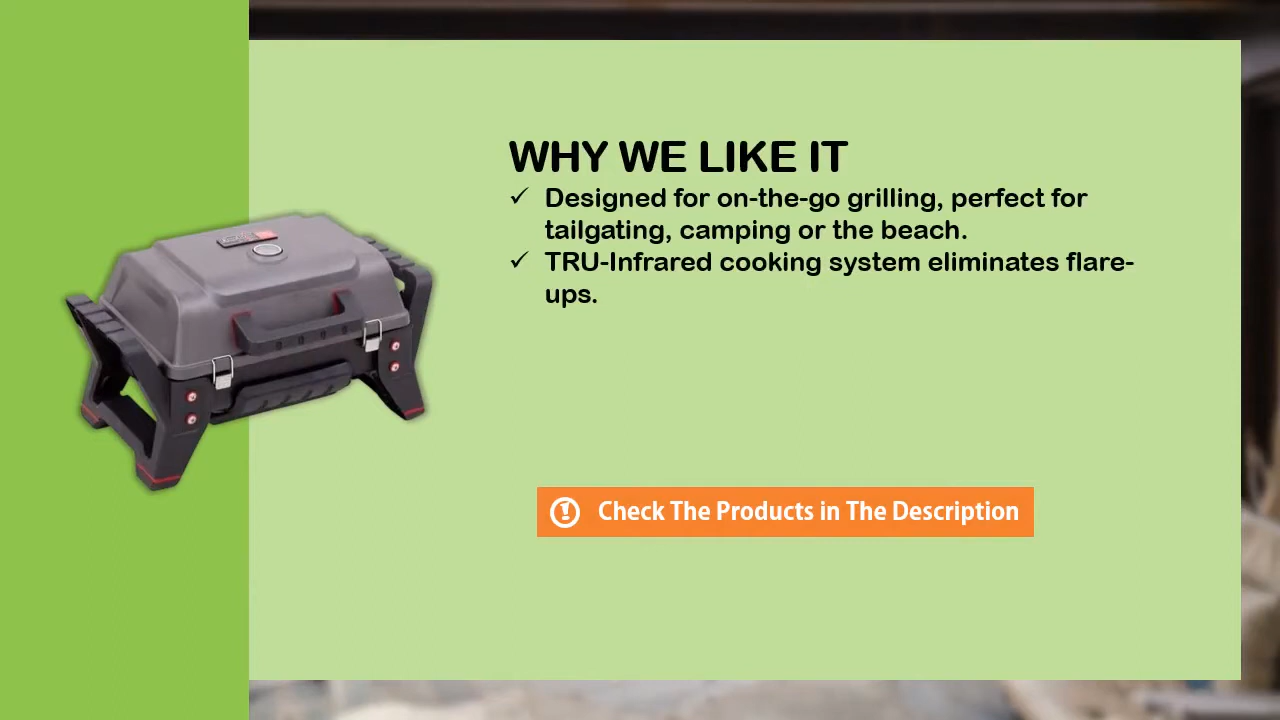 WHY WE LIKE IT
✓ Designed for on-the-go grilling, perfect for
tailgating, camping or the beach.
✓ TRU-Infrared cooking system eliminates flare-
ups.
Check The Products in The Description